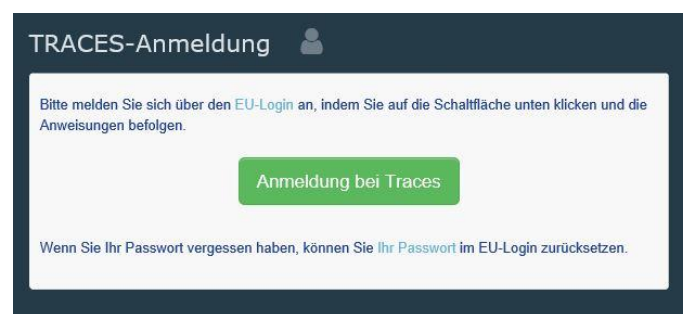 TRACES-Anmeldung
Bitte melden Sie sich über den EU-Login an, indem Sie auf die Schaltfläche unten klicken und die
Anweisungen befolgen.
Anmeldung bei Traces
Wenn Sie Ihr Passwort vergessen haben, können Sie Ihr Passwort im EU-Login zurücksetzen.